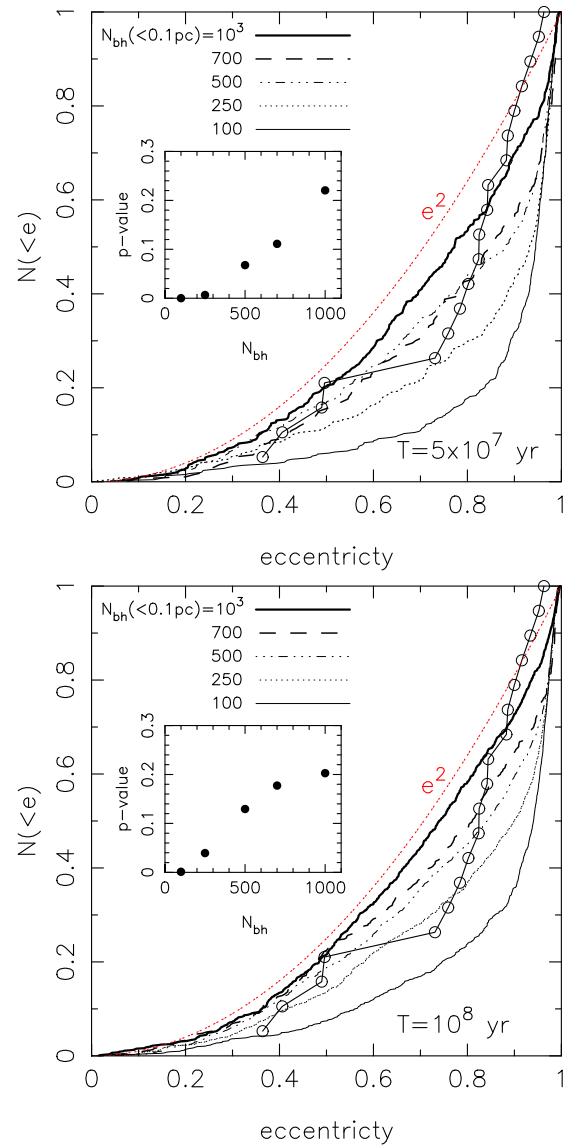 N_bh(<0.1pc)=10^3
700
500
250
100
e^2
p-value
0.3
0.2
0.1
0
0 500 1000
N_bh
T=5x10^7 yr
N(<e)
1
0.8
0.6
0.4
0.2
0
0 0.2 0.4 0.6 0.8 1
eccentricty
N_bh(<0.1pc)=10^3
700
500
250
100
e^2
p-value
0.3
0.2
0.1
0
0 500 1000
N_bh
T=10^8 yr
N(<e)
1
0.8
0.6
0.4
0.2
0
0 0.2 0.4 0.6 0.8 1
eccentricty